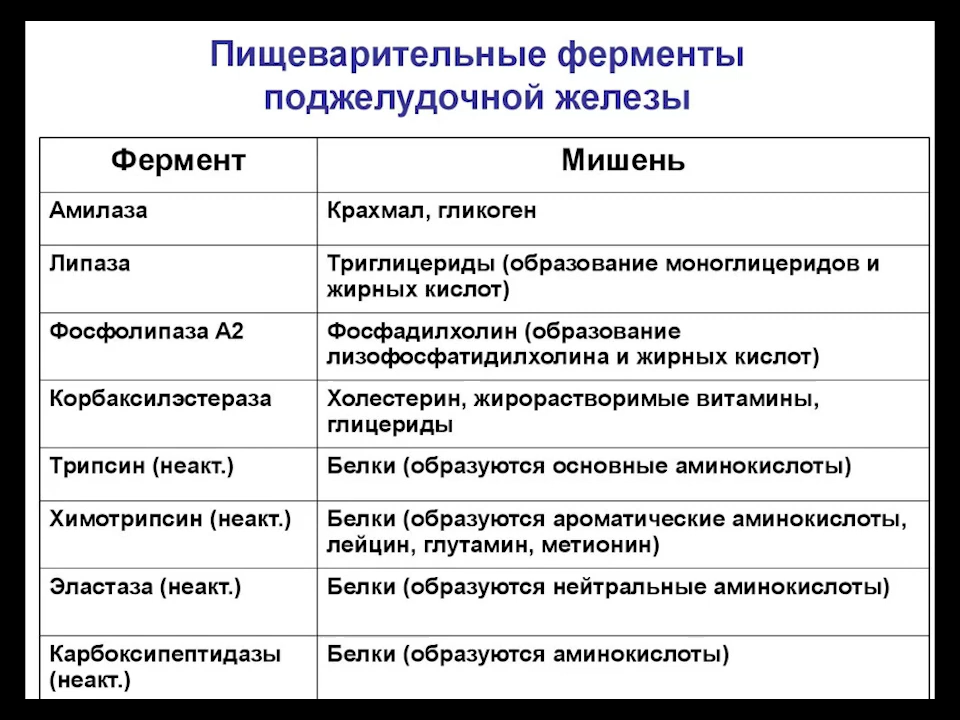 Пищеварительные ферменты
поджелудочной железы
Фермент
Мишень
Амилаза
Крахмал, гликоген
Липаза
Триглицериды (образование моноглицеридов и
жирных кислот)
Фосфолипаза А2
Фосфадилхолин (образование
лизофосфатидилхолина и жирных кислот)
Корбаксилэстераза
Холестерин, жирорастворимые витамины,
глицериды
Трипсин (неакт.)
Белки (образуются основные аминокислоты)
Химотрипсин (неакт.)
Белки (образуются ароматические аминокислоты,
лейцин, глутамин, метионин)
Эластаза (неакт.)
Белки (образуются нейтральные аминокислоты)
Карбоксипептидазы
(неакт.)
Белки (образуются аминокислоты)